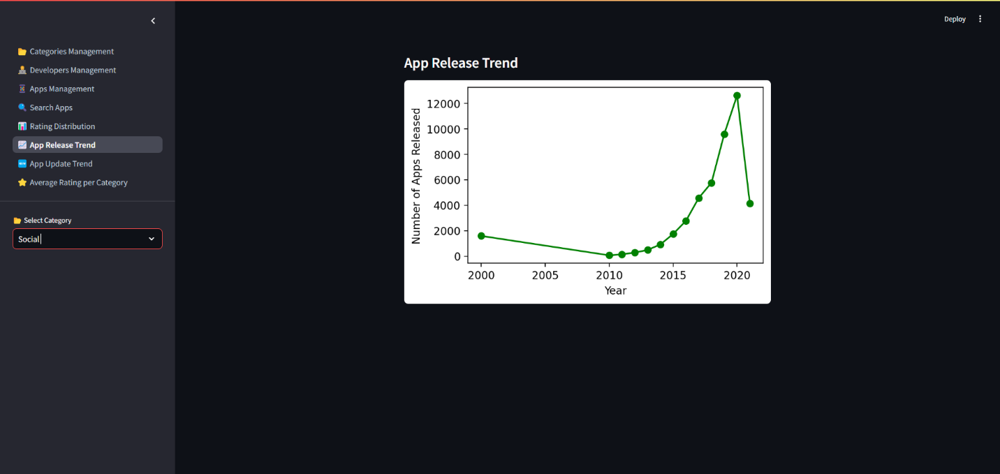 Deploy
Categories Management
Developers Management
Apps Management
Search Apps
Rating Distribution
App Release Trend
App Update Trend
Average Rating per Category
Select Category
Social
App Release Trend
Number of Apps Released
12000
10000
8000
6000
4000
2000
0
2000 2005 2010 2015 2020
Year